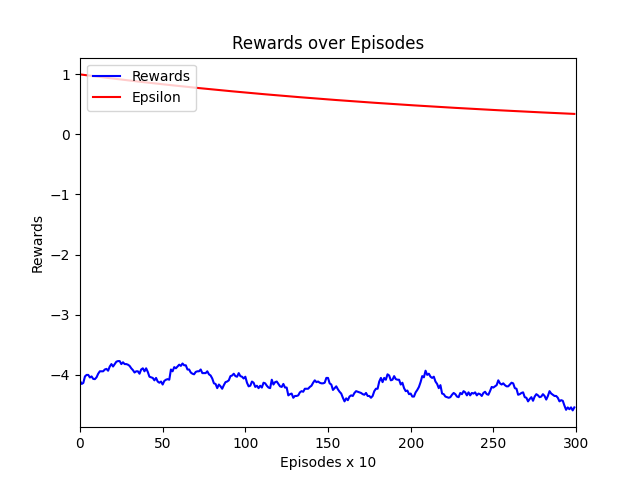 Rewards over Episodes
Rewards
Epsilon
1
0
−1
−2
−3
−4
Rewards
0 50 100 150 200 250 300
Episodes x 10